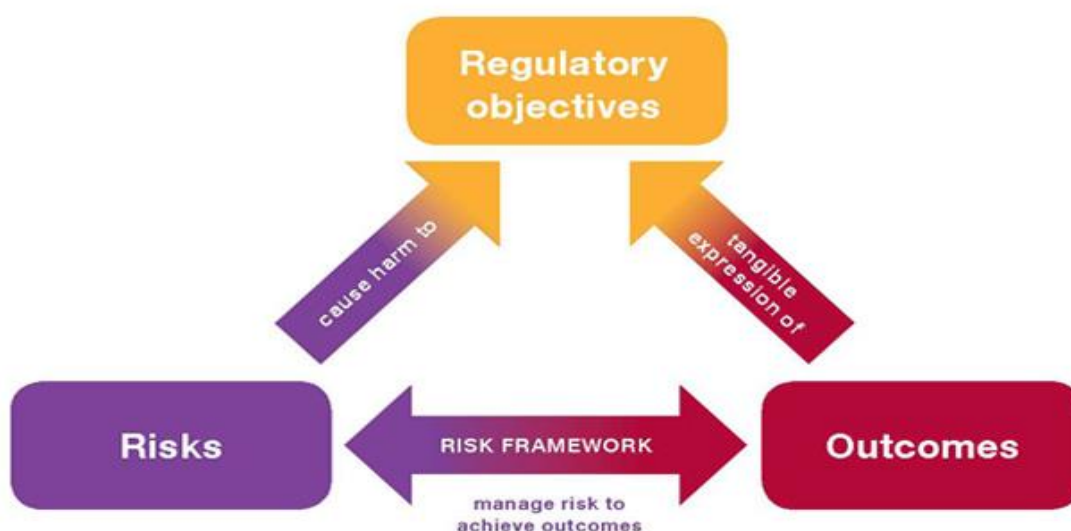 Regulatory
objectives
cause harm to
tangible
expression of
Risks
RISK FRAMEWORK
Outcomes
manage risk to
achieve outcomes